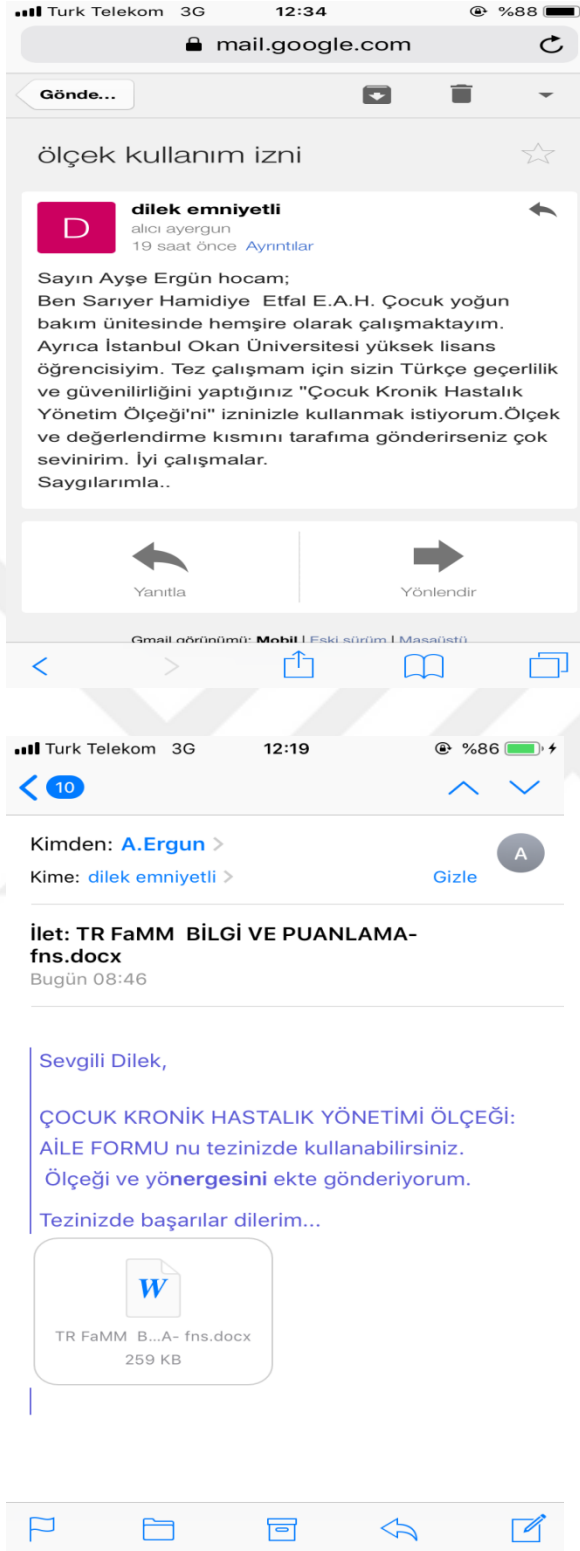 Turk Telekom 3G 12:34 %88
mail.google.com
Gönde...
ölçek kullanım izni
D
dilek emniyetli
alıcı ayergun
19 saat önce Ayrıntılar
Sayın Ayşe Ergün hocam;
Ben Sarıyer Hamidiye Etfal E.A.H. Çocuk yoğun
bakım ünitesinde hemşire olarak çalışmaktayım.
Ayrıca İstanbul Okan Üniversitesi yüksek lisans
öğrencisiyim. Tez çalışmam için sizin Türkçe geçerlilik
ve güvenilirliğini yaptığınız "Çocuk Kronik Hastalık
Yönetim Ölçeği'ni" izninizle kullanmak istiyorum.Ölçek
ve değerlendirme kısmını tarafıma gönderirseniz çok
sevinirim. İyi çalışmalar.
Saygılarımla..
Yanıtla Yönlendir
Gmail görünümü: Mobil | Eski sürüm | Masaüstü
Turk Telekom 3G 12:19 %86
10
Kimden: A.Ergun
A
Kime: dilek emniyetli Gizle
İlet: TR FaMM BİLGİ VE PUANLAMA-
fns.docx
Bugün 08:46
Sevgili Dilek,
ÇOCUK KRONİK HASTALIK YÖNETİMİ ÖLÇEĞİ:
AİLE FORMU nu tezinizde kullanabilirsiniz.
Ölçeği ve yönergesini ekte gönderiyorum.
Tezinizde başarılar dilerim...
W
TR FaMM B...A- fns.docx
259 KB